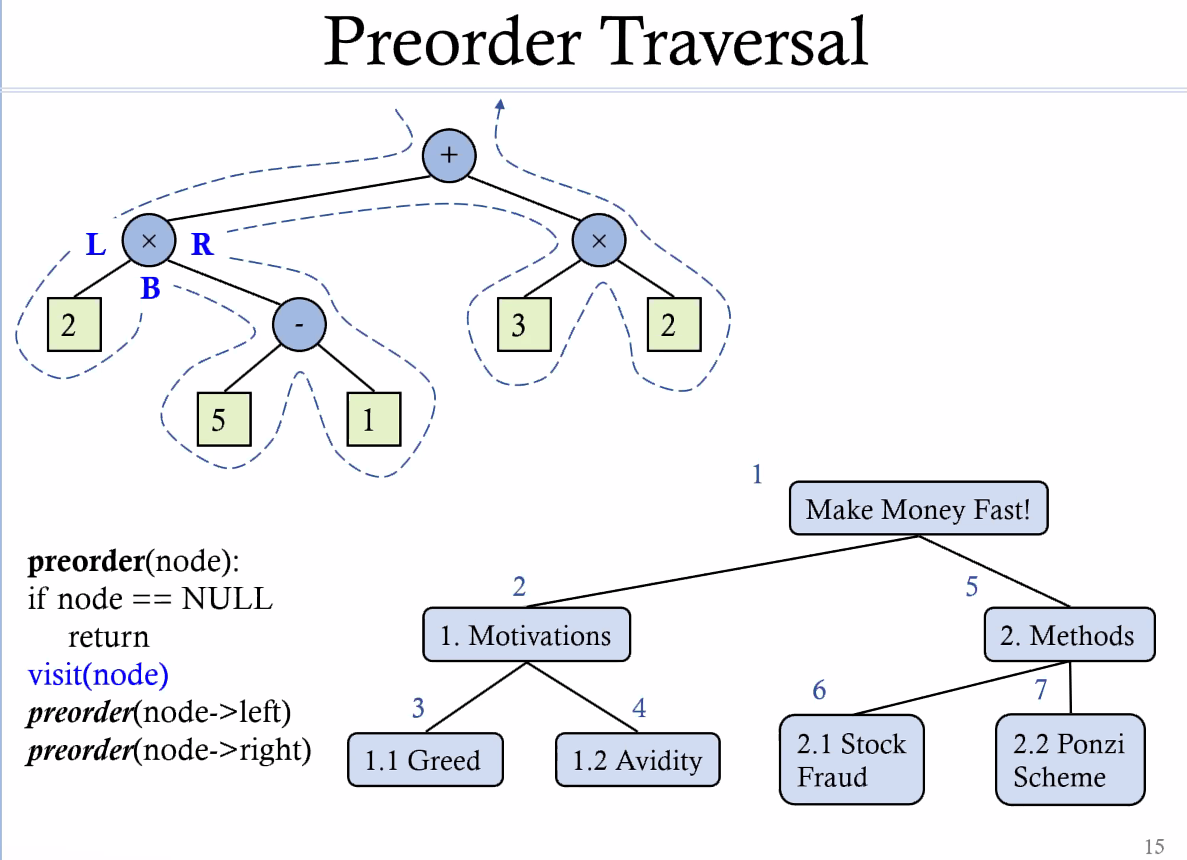 Preorder Traversal
+
L × R
×
B
2
-
3
2
5
1
1
Make Money Fast!
preorder(node):
if node == NULL
return
visit(node)
preorder(node->left)
preorder(node->right)
2
5
1. Motivations
2. Methods
3
4
6
7
1.1 Greed
1.2 Avidity
2.1 Stock
Fraud
2.2 Ponzi
Scheme
15